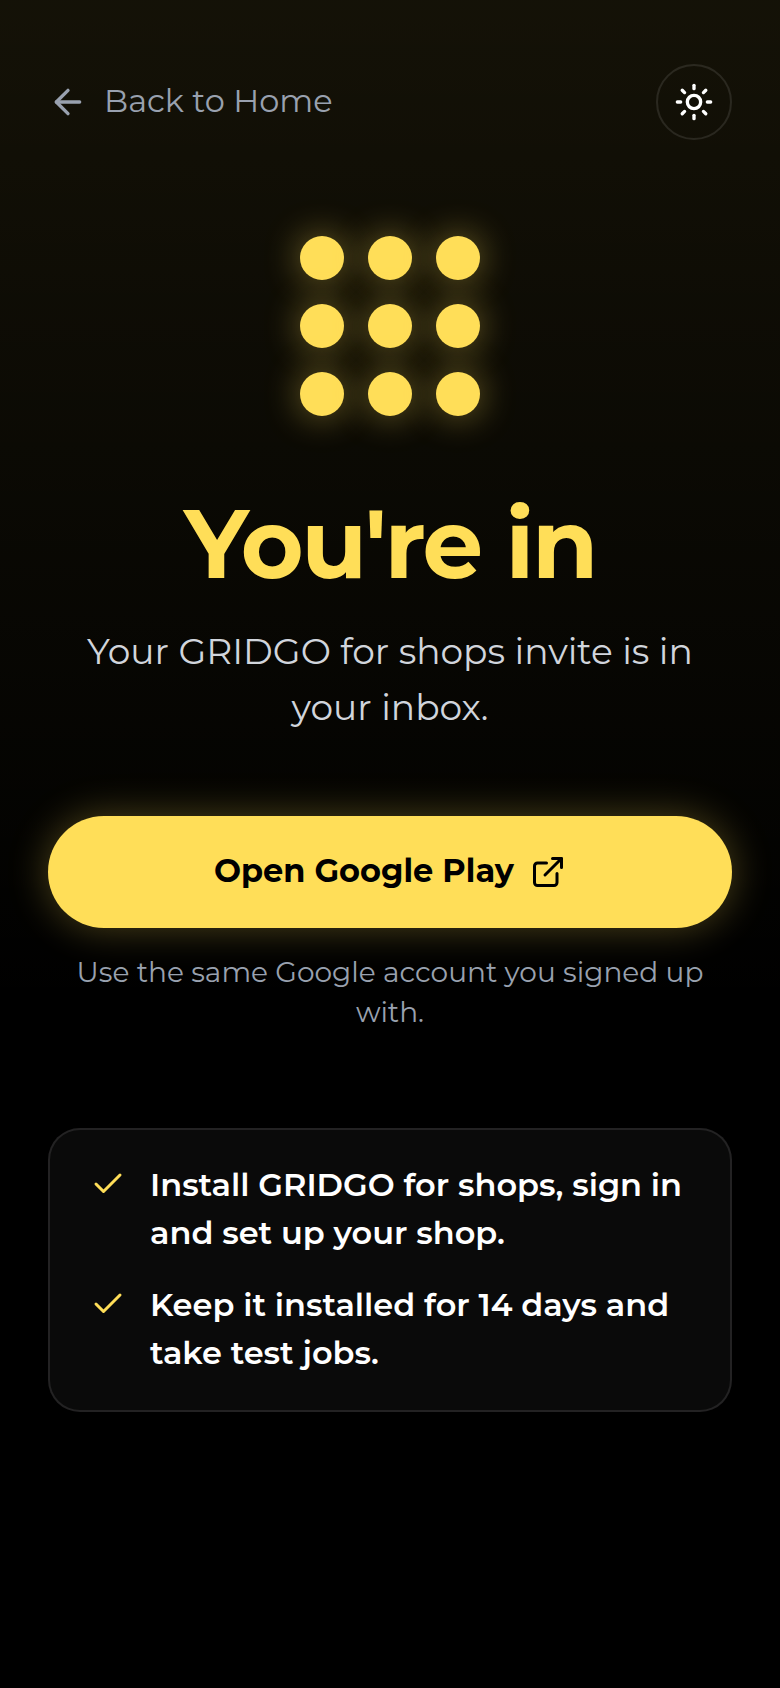 Back to Home
You're in
Your GRIDGO for shops invite is in
your inbox.
Open Google Play
Use the same Google account you signed up
with.
Install GRIDGO for shops, sign in
and set up your shop.
Keep it installed for 14 days and
take test jobs.